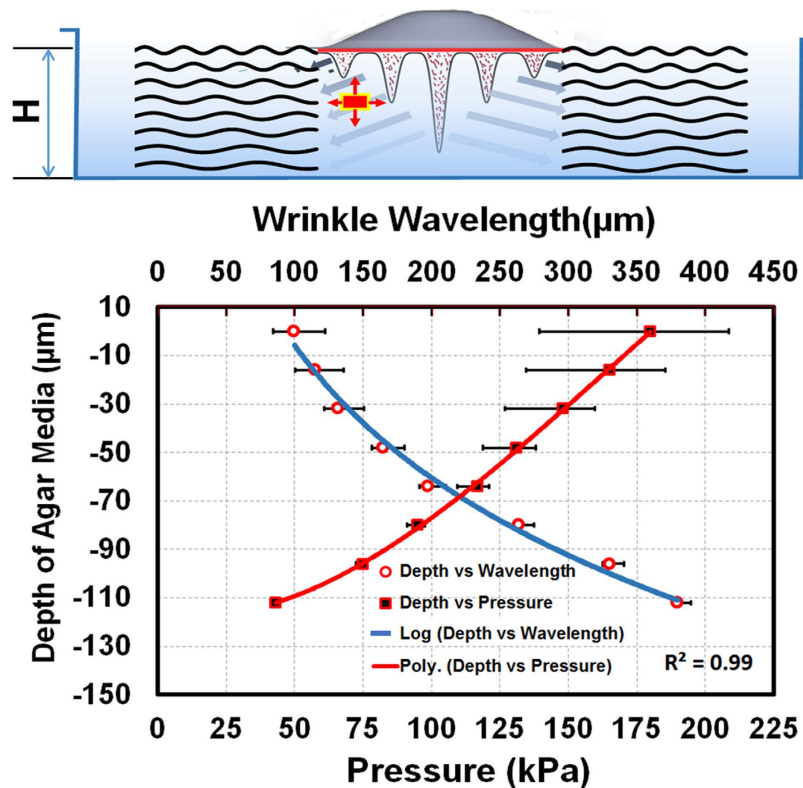 H
Wrinkle Wavelength(µm)
0 50 100 150 200 250 300 350 400 450
Depth of Agar Media (µm)
10
-10
-30
-50
-70
-90
-110
-130
-150
Depth vs Wavelength
Depth vs Pressure
Log (Depth vs Wavelength)
Poly. (Depth vs Pressure)
R² = 0.99
0 25 50 75 100 125 150 175 200 225
Pressure (kPa)